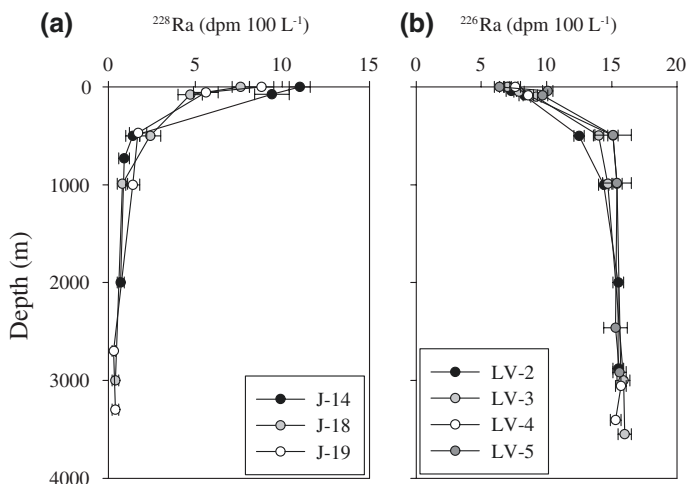 (a) ²²⁸Ra (dpm 100 L⁻¹)
(b) ²²⁶Ra (dpm 100 L⁻¹)
0 5 10 15
5 10 15 20
0
1000
2000
3000
4000
Depth (m)
J-14
J-18
J-19
LV-2
LV-3
LV-4
LV-5